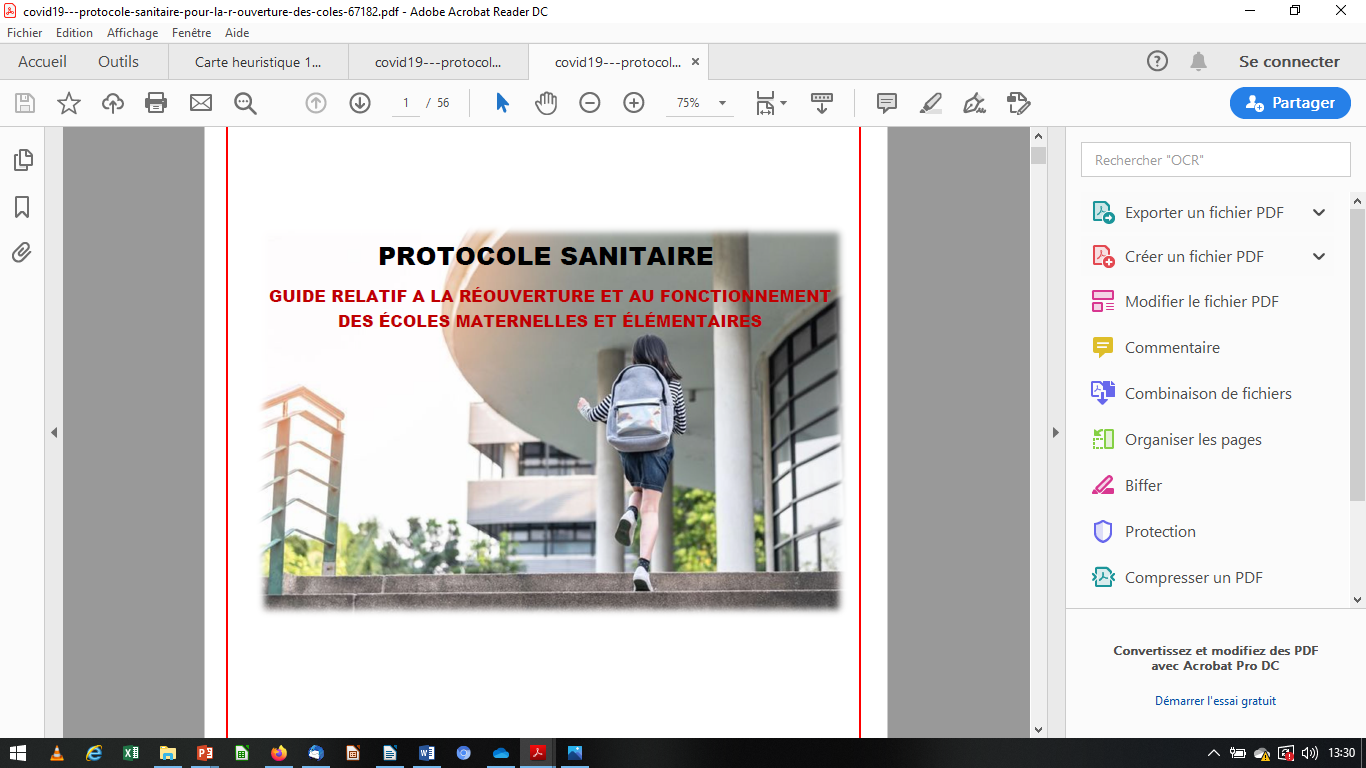 covid19---protocole-sanitaire-pour-la-r-ouverture-des-coles-67182.pdf - Adobe Acrobat Reader DC
Fichier Edition Affichage Fenêtre Aide
Accueil Outils Carte heuristique 1... covid19---protocol... covid19---protocol... Se connecter
1 / 56 75% Partager
Rechercher "OCR"
Exporter un fichier PDF
Créer un fichier PDF
Modifier le fichier PDF
Commentaire
Combinaison de fichiers
Organiser les pages
Biffer
Protection
Compresser un PDF
Convertissez et modifiez des PDF
avec Acrobat Pro DC
Démarrer l'essai gratuit
PROTOCOLE SANITAIRE
GUIDE RELATIF A LA RÉOUVERTURE ET AU FONCTIONNEMENT
DES ÉCOLES MATERNELLES ET ÉLÉMENTAIRES
13:30